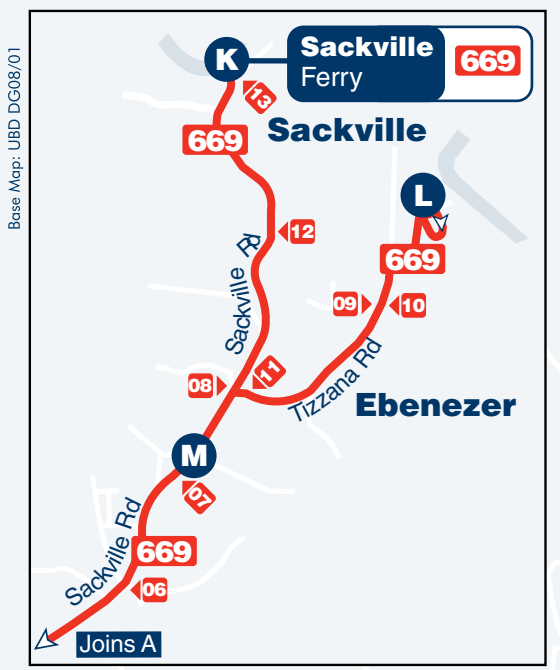 Base Map: UBD DG08/01
K
Sackville
Ferry
669
13
669
Sackville
L
12
669
Sackville Rd
09
10
11
08
Tizzana Rd
Ebenezer
M
07
Sackville Rd
669
06
Joins A